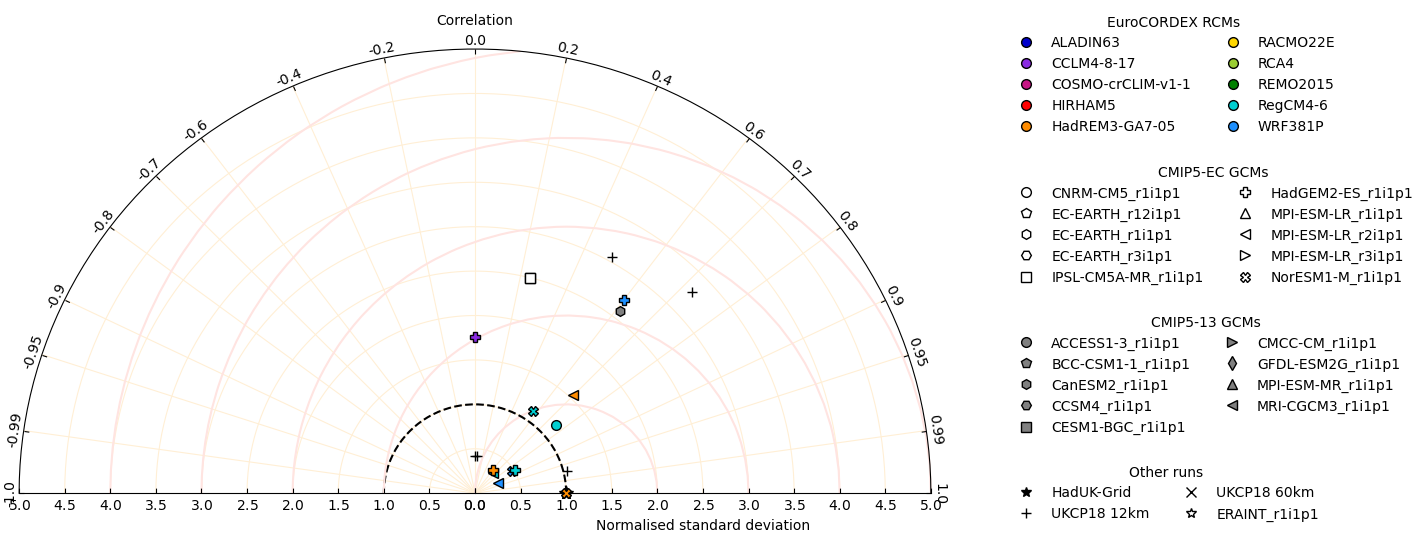 Correlation
0.0
-0.2
0.2
-0.4
0.4
-0.6
0.6
-0.7
0.7
-0.8
0.8
-0.9
0.9
-0.95
0.95
-0.99
0.99
-1.0
1.0
5.0 4.5 4.0 3.5 3.0 2.5 2.0 1.5 1.0 0.5 0.0 0.5 1.0 1.5 2.0 2.5 3.0 3.5 4.0 4.5 5.0
Normalised standard deviation
EuroCORDEX RCMs
ALADIN63 RACMO22E
CCLM4-8-17 RCA4
COSMO-crCLIM-v1-1 REMO2015
HIRHAM5 RegCM4-6
HadREM3-GA7-05 WRF381P
CMIP5-EC GCMs
CNRM-CM5_r1i1p1 HadGEM2-ES_r1i1p1
EC-EARTH_r12i1p1 MPI-ESM-LR_r1i1p1
EC-EARTH_r1i1p1 MPI-ESM-LR_r2i1p1
EC-EARTH_r3i1p1 MPI-ESM-LR_r3i1p1
IPSL-CM5A-MR_r1i1p1 NorESM1-M_r1i1p1
CMIP5-13 GCMs
ACCESS1-3_r1i1p1 CMCC-CM_r1i1p1
BCC-CSM1-1_r1i1p1 GFDL-ESM2G_r1i1p1
CanESM2_r1i1p1 MPI-ESM-MR_r1i1p1
CCSM4_r1i1p1 MRI-CGCM3_r1i1p1
CESM1-BGC_r1i1p1
Other runs
HadUK-Grid UKCP18 60km
UKCP18 12km ERAINT_r1i1p1